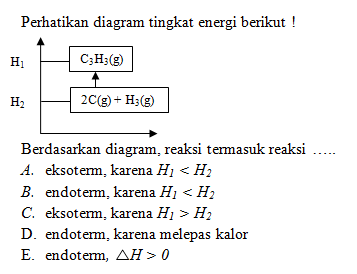 Perhatikan diagram tingkat energi berikut !
H₁
C₃H₃(g)
H₂
2C(g) + H₃(g)
Berdasarkan diagram, reaksi termasuk reaksi …..
A. eksoterm, karena H₁ < H₂
B. endoterm, karena H₁ < H₂
C. eksoterm, karena H₁ > H₂
D. endoterm, karena melepas kalor
E. endoterm, △H > 0